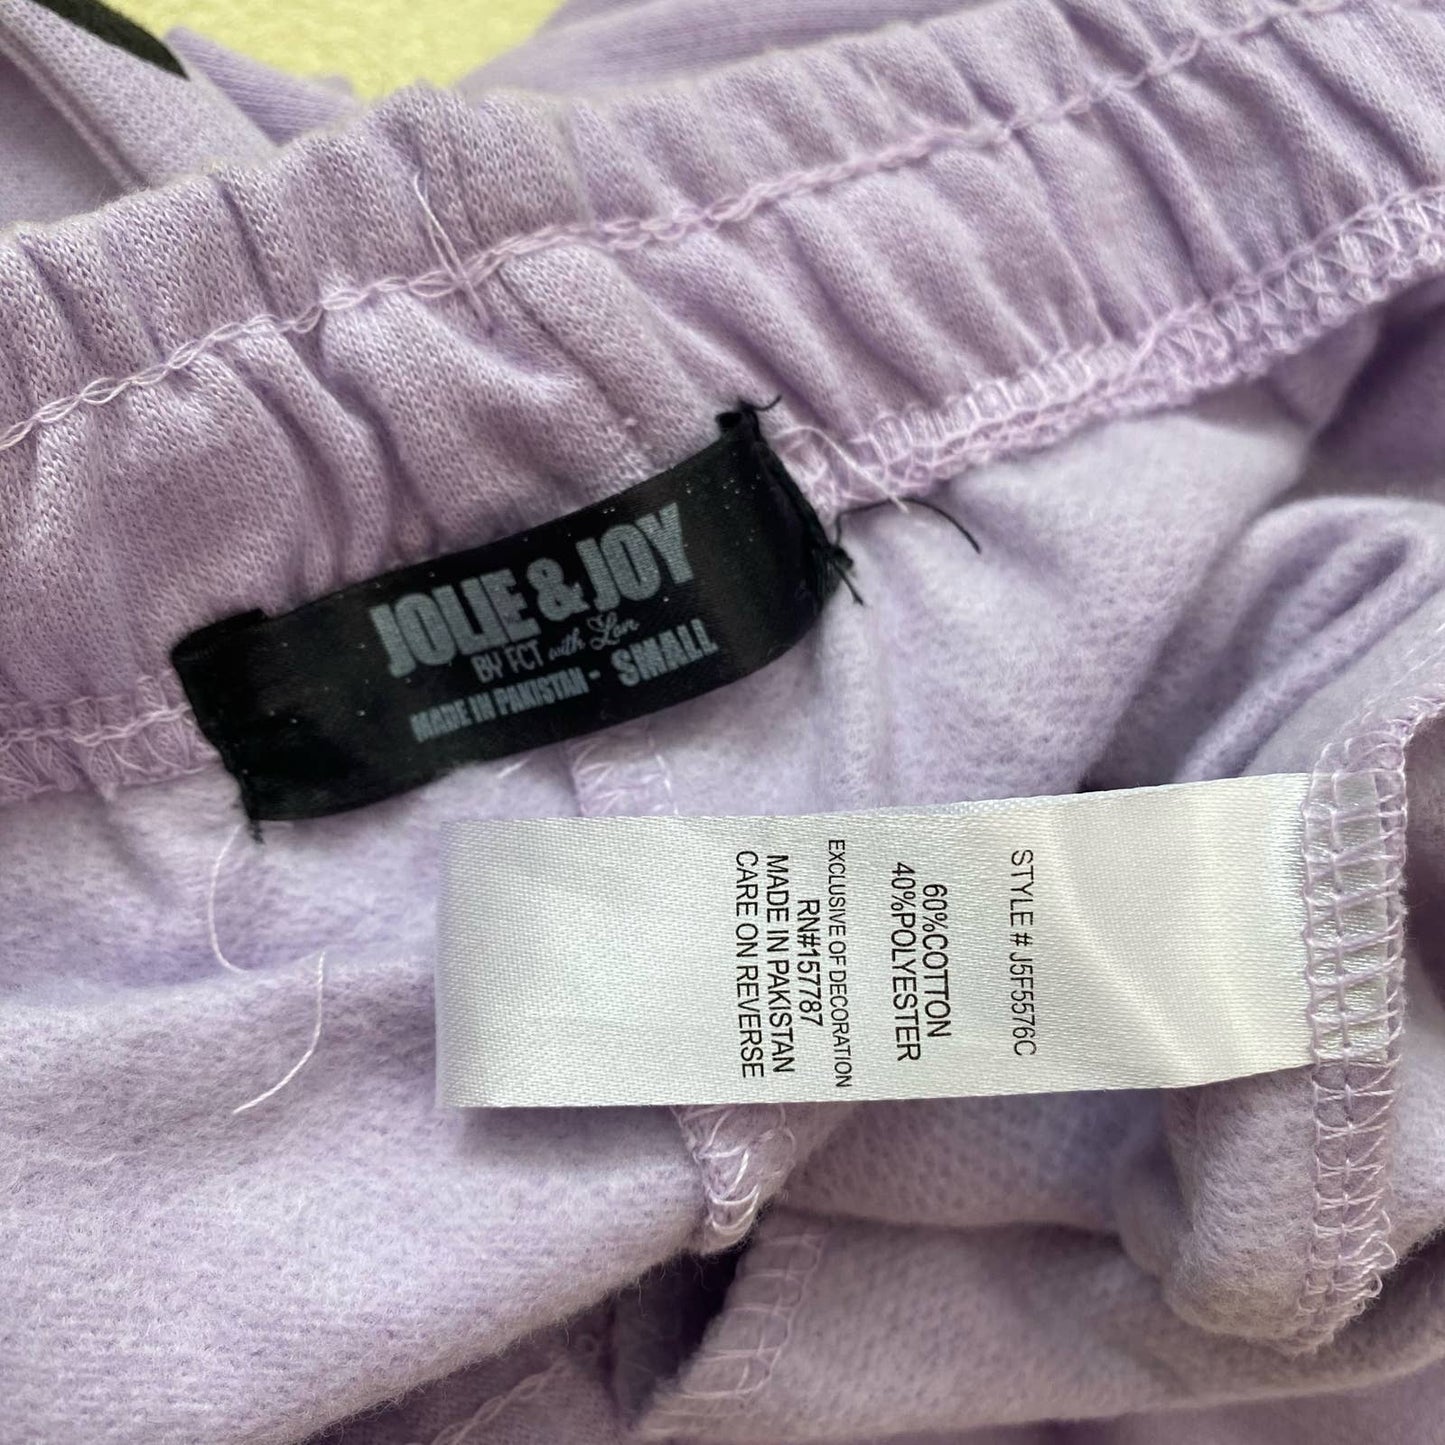 JOLIE & JOY
BY FCT with Lon
MADE IN PAKISTAN - SMALL
STYLE # J5F5576C
60%COTTON
40%POLYESTER
EXCLUSIVE OF DECORATION
RN#157787
MADE IN PAKISTAN
CARE ON REVERSE